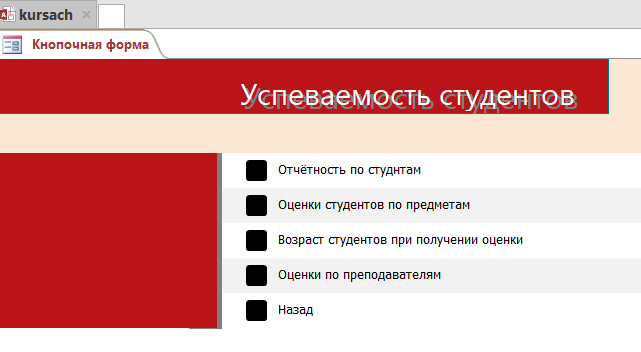 kursach
Кнопочная форма
Успеваемость студентов
Отчётность по студнтам
Оценки студентов по предметам
Возраст студентов при получении оценки
Оценки по преподавателям
Назад